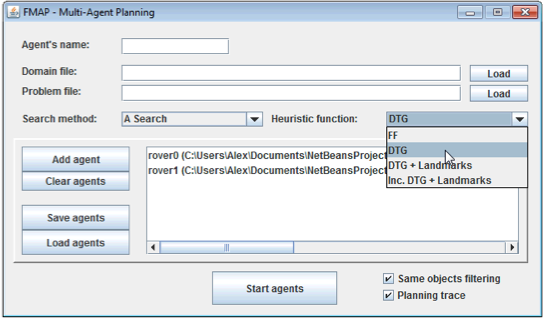 FMAP - Multi-Agent Planning
Agent's name:
Domain file:
Load
Problem file:
Load
Search method:
A Search
Heuristic function:
DTG
FF
DTG
DTG + Landmarks
Inc. DTG + Landmarks
Add agent
Clear agents
Save agents
Load agents
rover0 (C:\Users\Alex\Documents\NetBeansProject
rover1 (C:\Users\Alex\Documents\NetBeansProject
Start agents
Same objects filtering
Planning trace